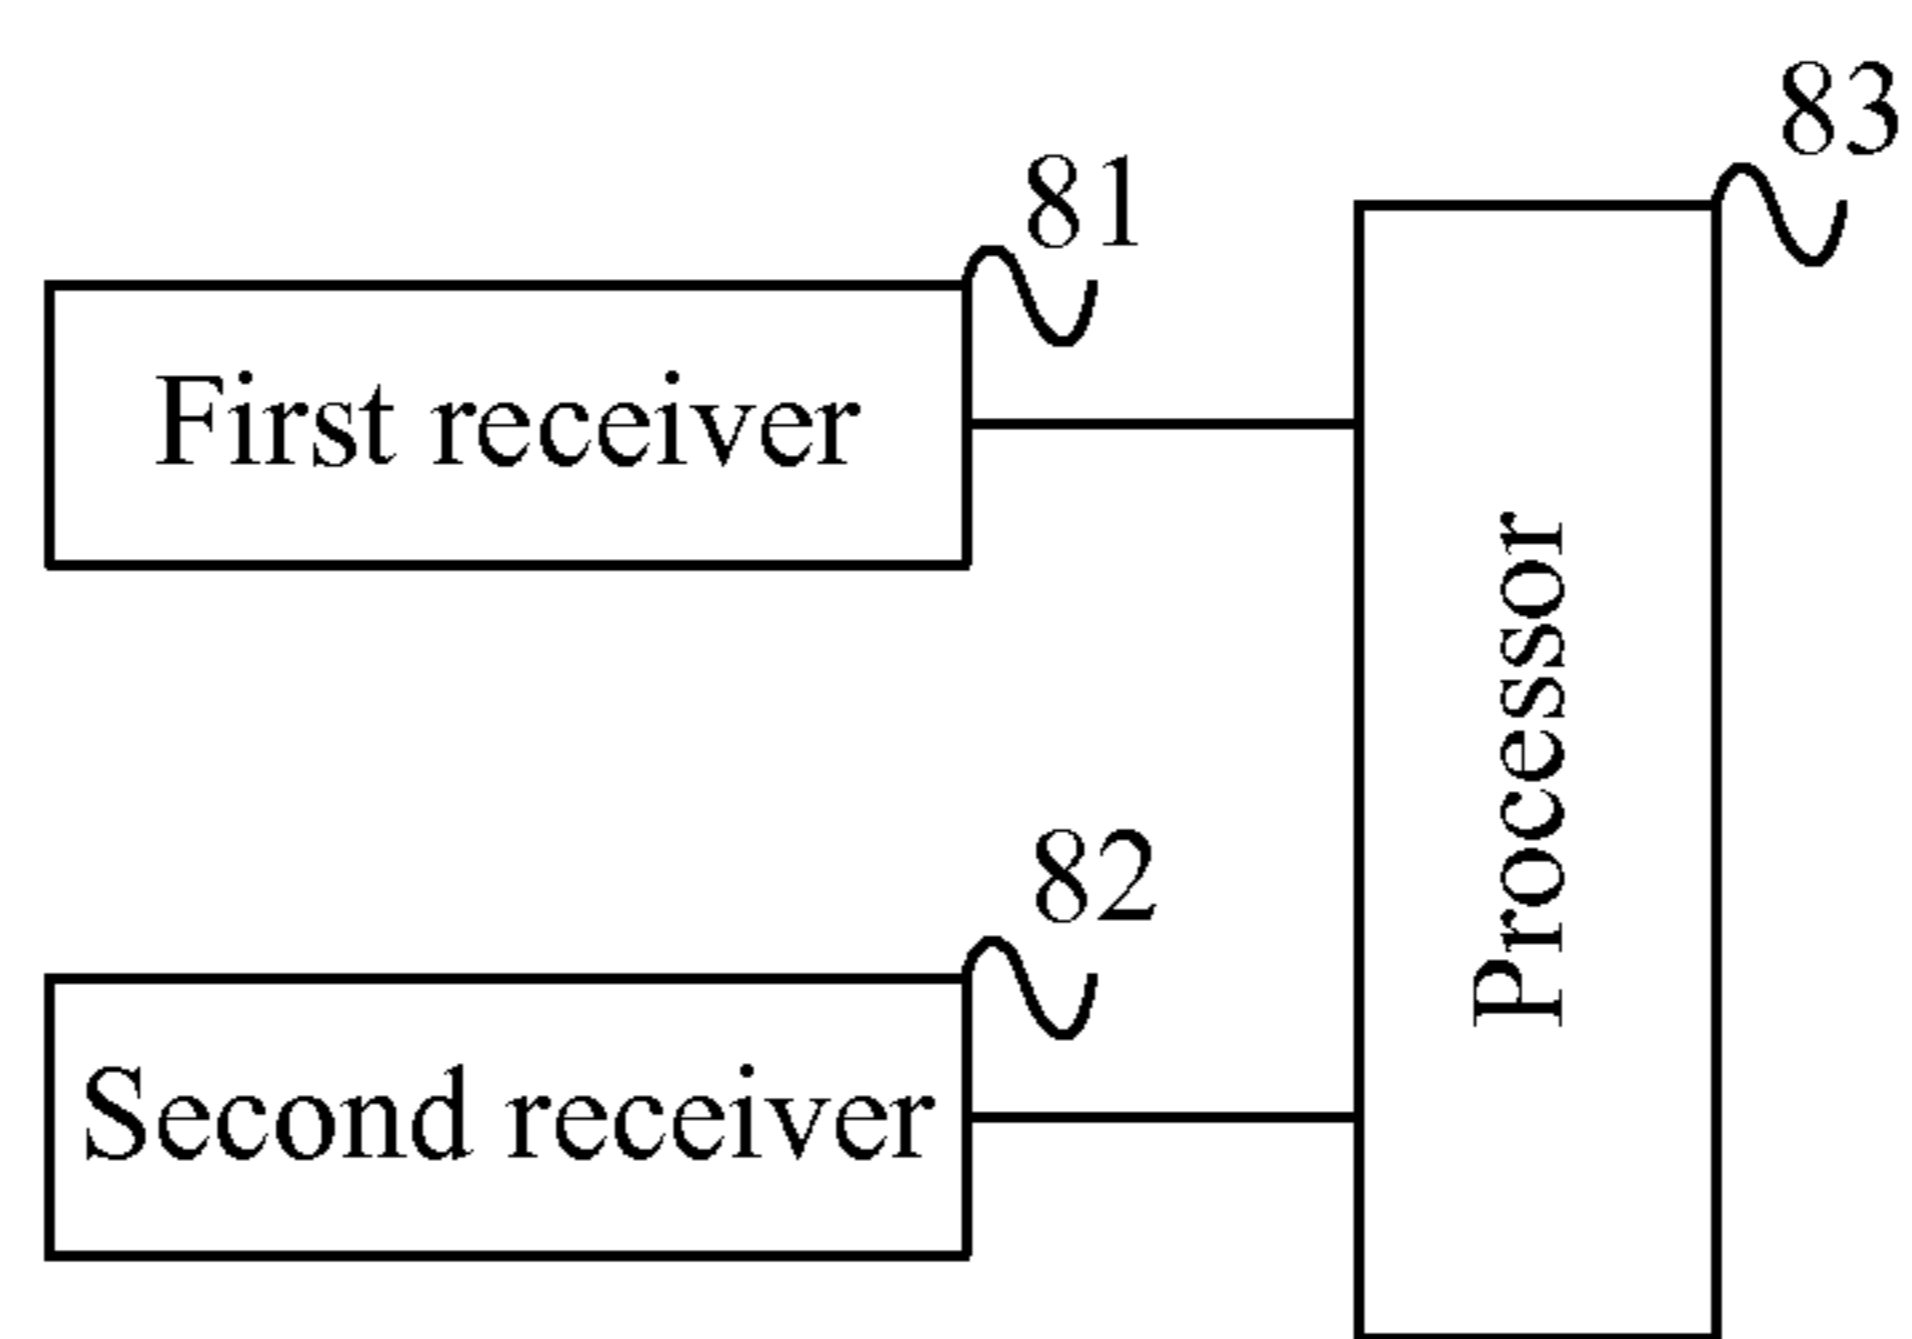 81
First receiver
82
Second receiver
83
Processor